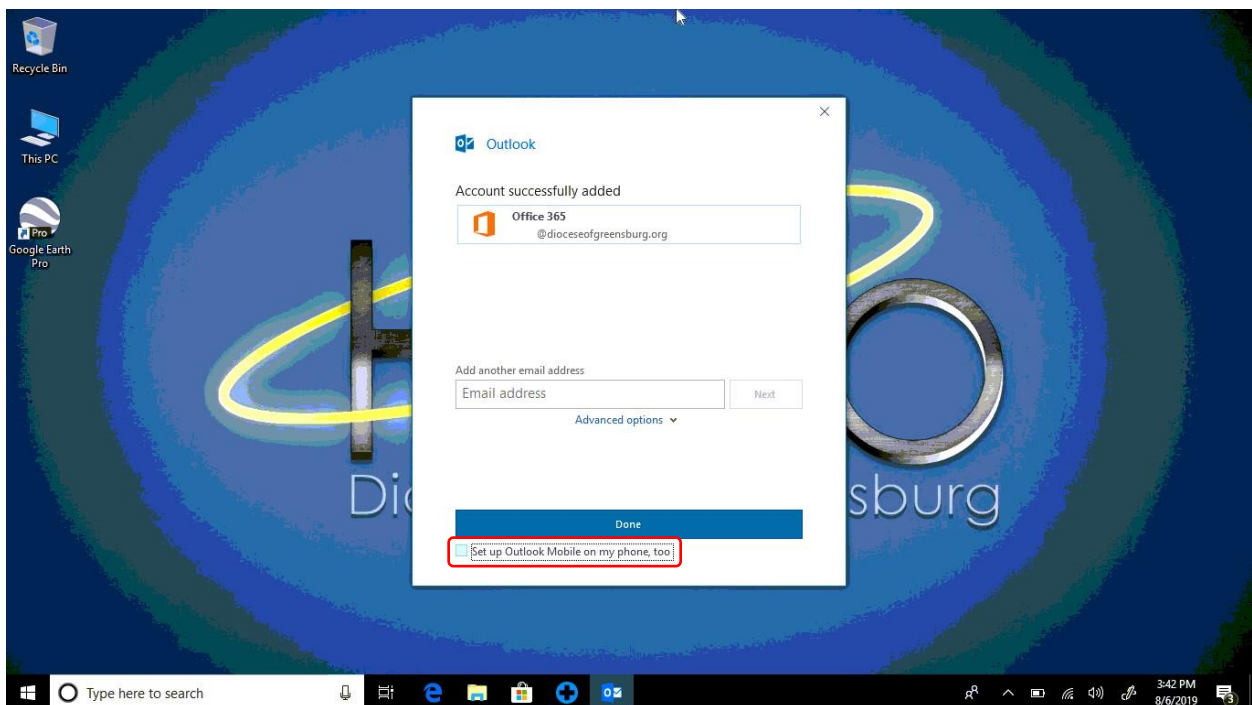 Recycle Bin
This PC
Pro
Google Earth
Pro
Outlook
Account successfully added
Office 365
@dioceseofgreensburg.org
Add another email address
Email address
Next
Advanced options
Done
Set up Outlook Mobile on my phone, too
Dio
sburg
Type here to search
3:42 PM
8/6/2019
3